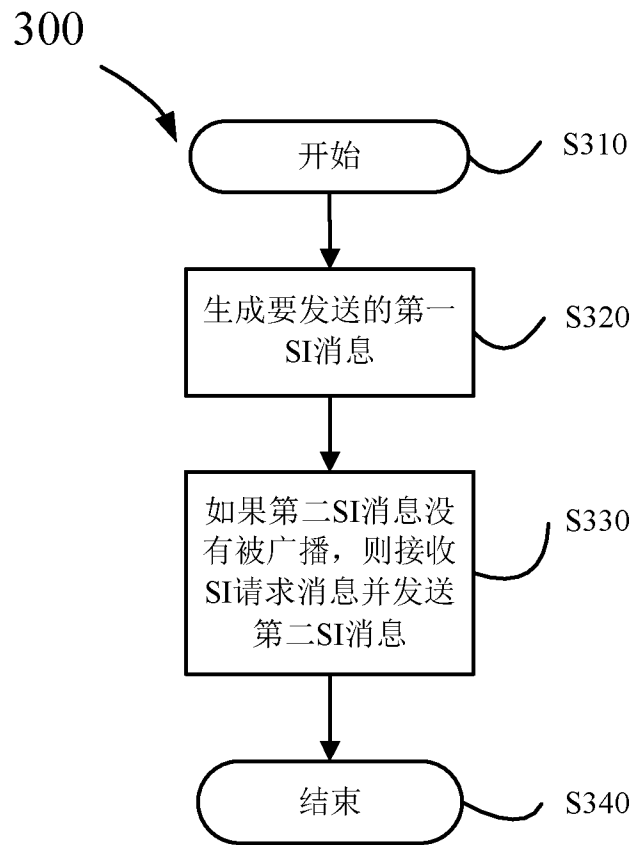 300
开始
S310
生成要发送的第一
SI消息
S320
如果第二SI消息没
有被广播，则接收
SI请求消息并发送
第二SI消息
S330
结束
S340